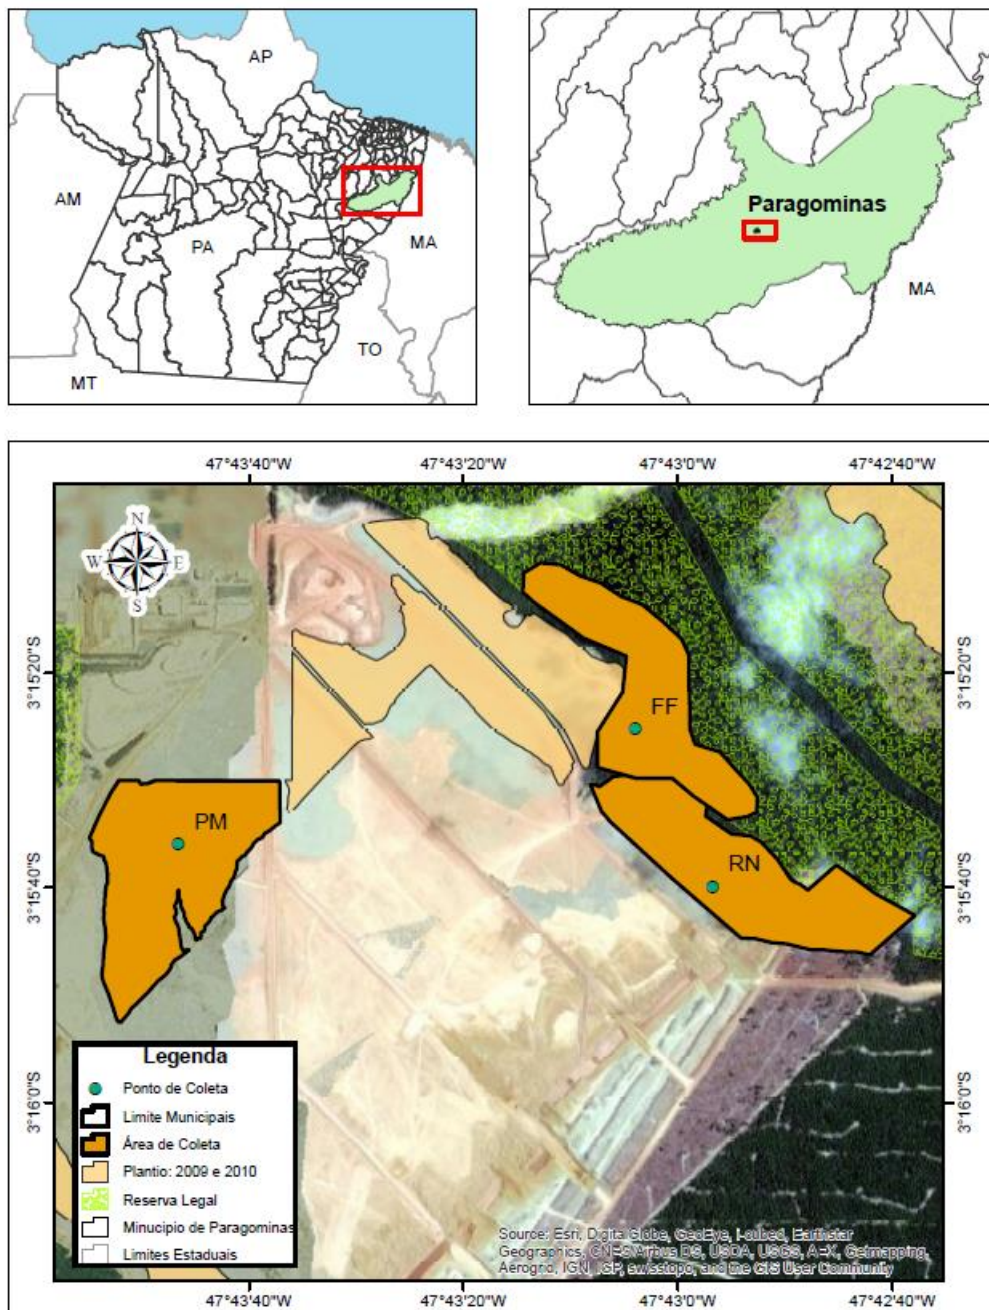 AP
AM
PA
MA
TO
MT
Paragominas
MA
47°43'40"W
47°43'20"W
47°43'0"W
47°42'40"W
N
W
E
S
3°15'20"S
3°15'20"S
FF
PM
RN
3°15'40"S
3°15'40"S
3°16'0"S
3°16'0"S
Legenda
Ponto de Coleta
Limite Municipais
Área de Coleta
Plantio: 2009 e 2010
Reserva Legal
Minucipio de Paragominas
Limites Estaduais
Source: Esri, DigitalGlobe, GeoEye, i-cubed, Earthstar
Geographics, CNES/Airbus DS, USDA, USGS, AEX, Getmapping,
Aerogrid, IGN, IGP, swisstopo, and the GIS User Community
47°43'40"W
47°43'20"W
47°43'0"W
47°42'40"W